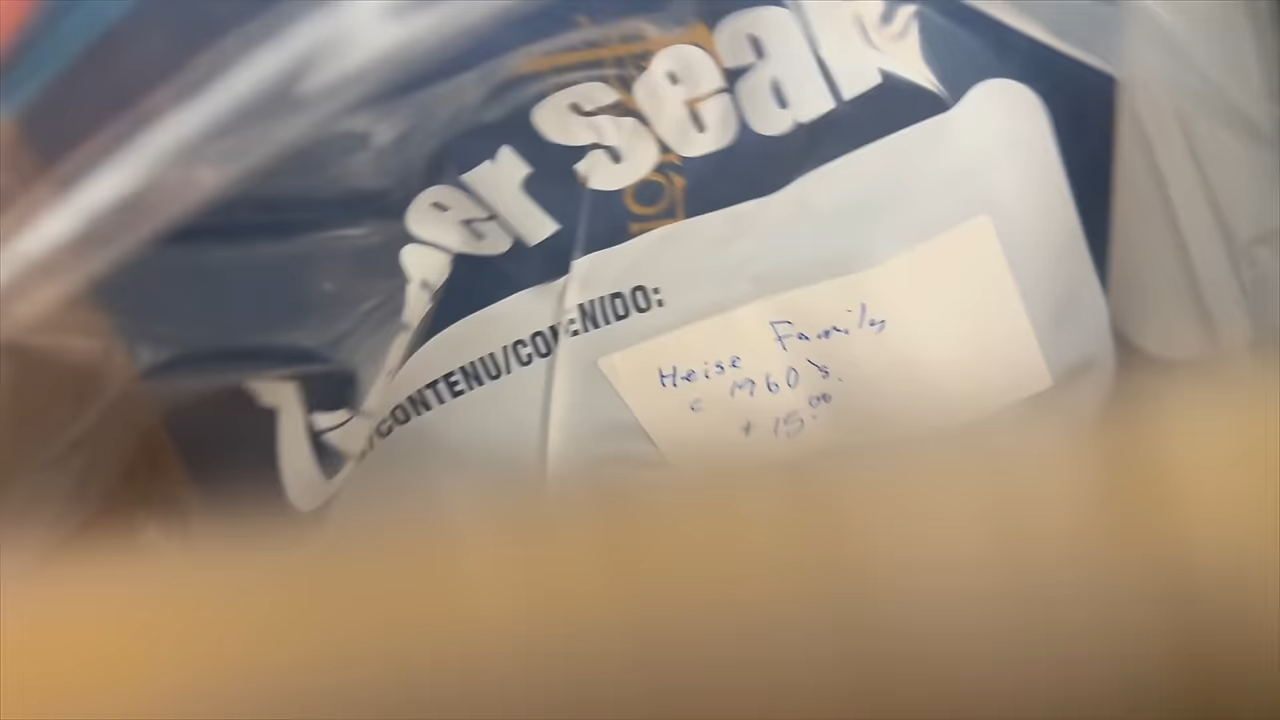 er seal
/CONTENU/CONTENIDO:
Heise Family
c 1960's.
+ 15.00